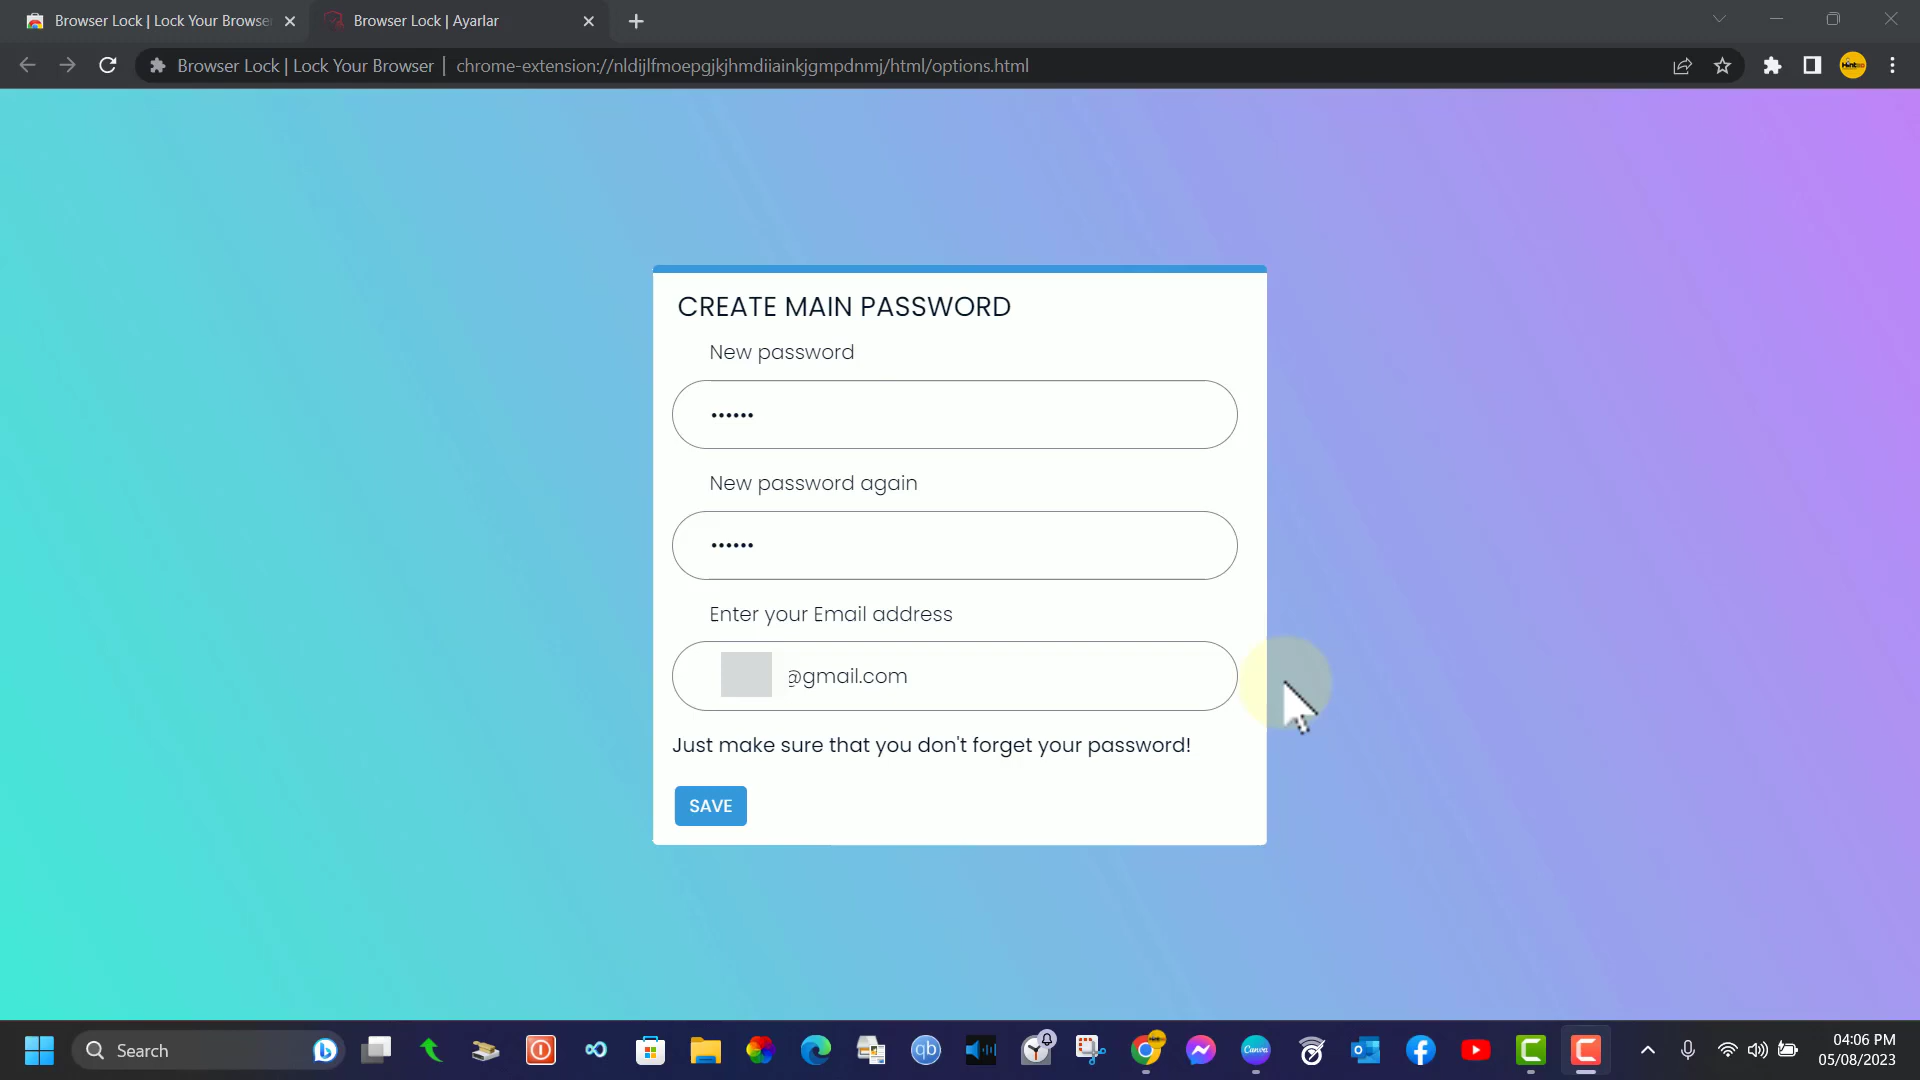 Browser Lock | Lock Your Browse
Browser Lock | Ayarlar
Browser Lock | Lock Your Browser | chrome-extension://nldijlfmoepgjkjhmdiiainkjgmpdnmj/html/options.html
CREATE MAIN PASSWORD
New password
••••••
New password again
••••••
Enter your Email address
@gmail.com
Just make sure that you don't forget your password!
SAVE
Search
qb
Canva
04:06 PM
05/08/2023